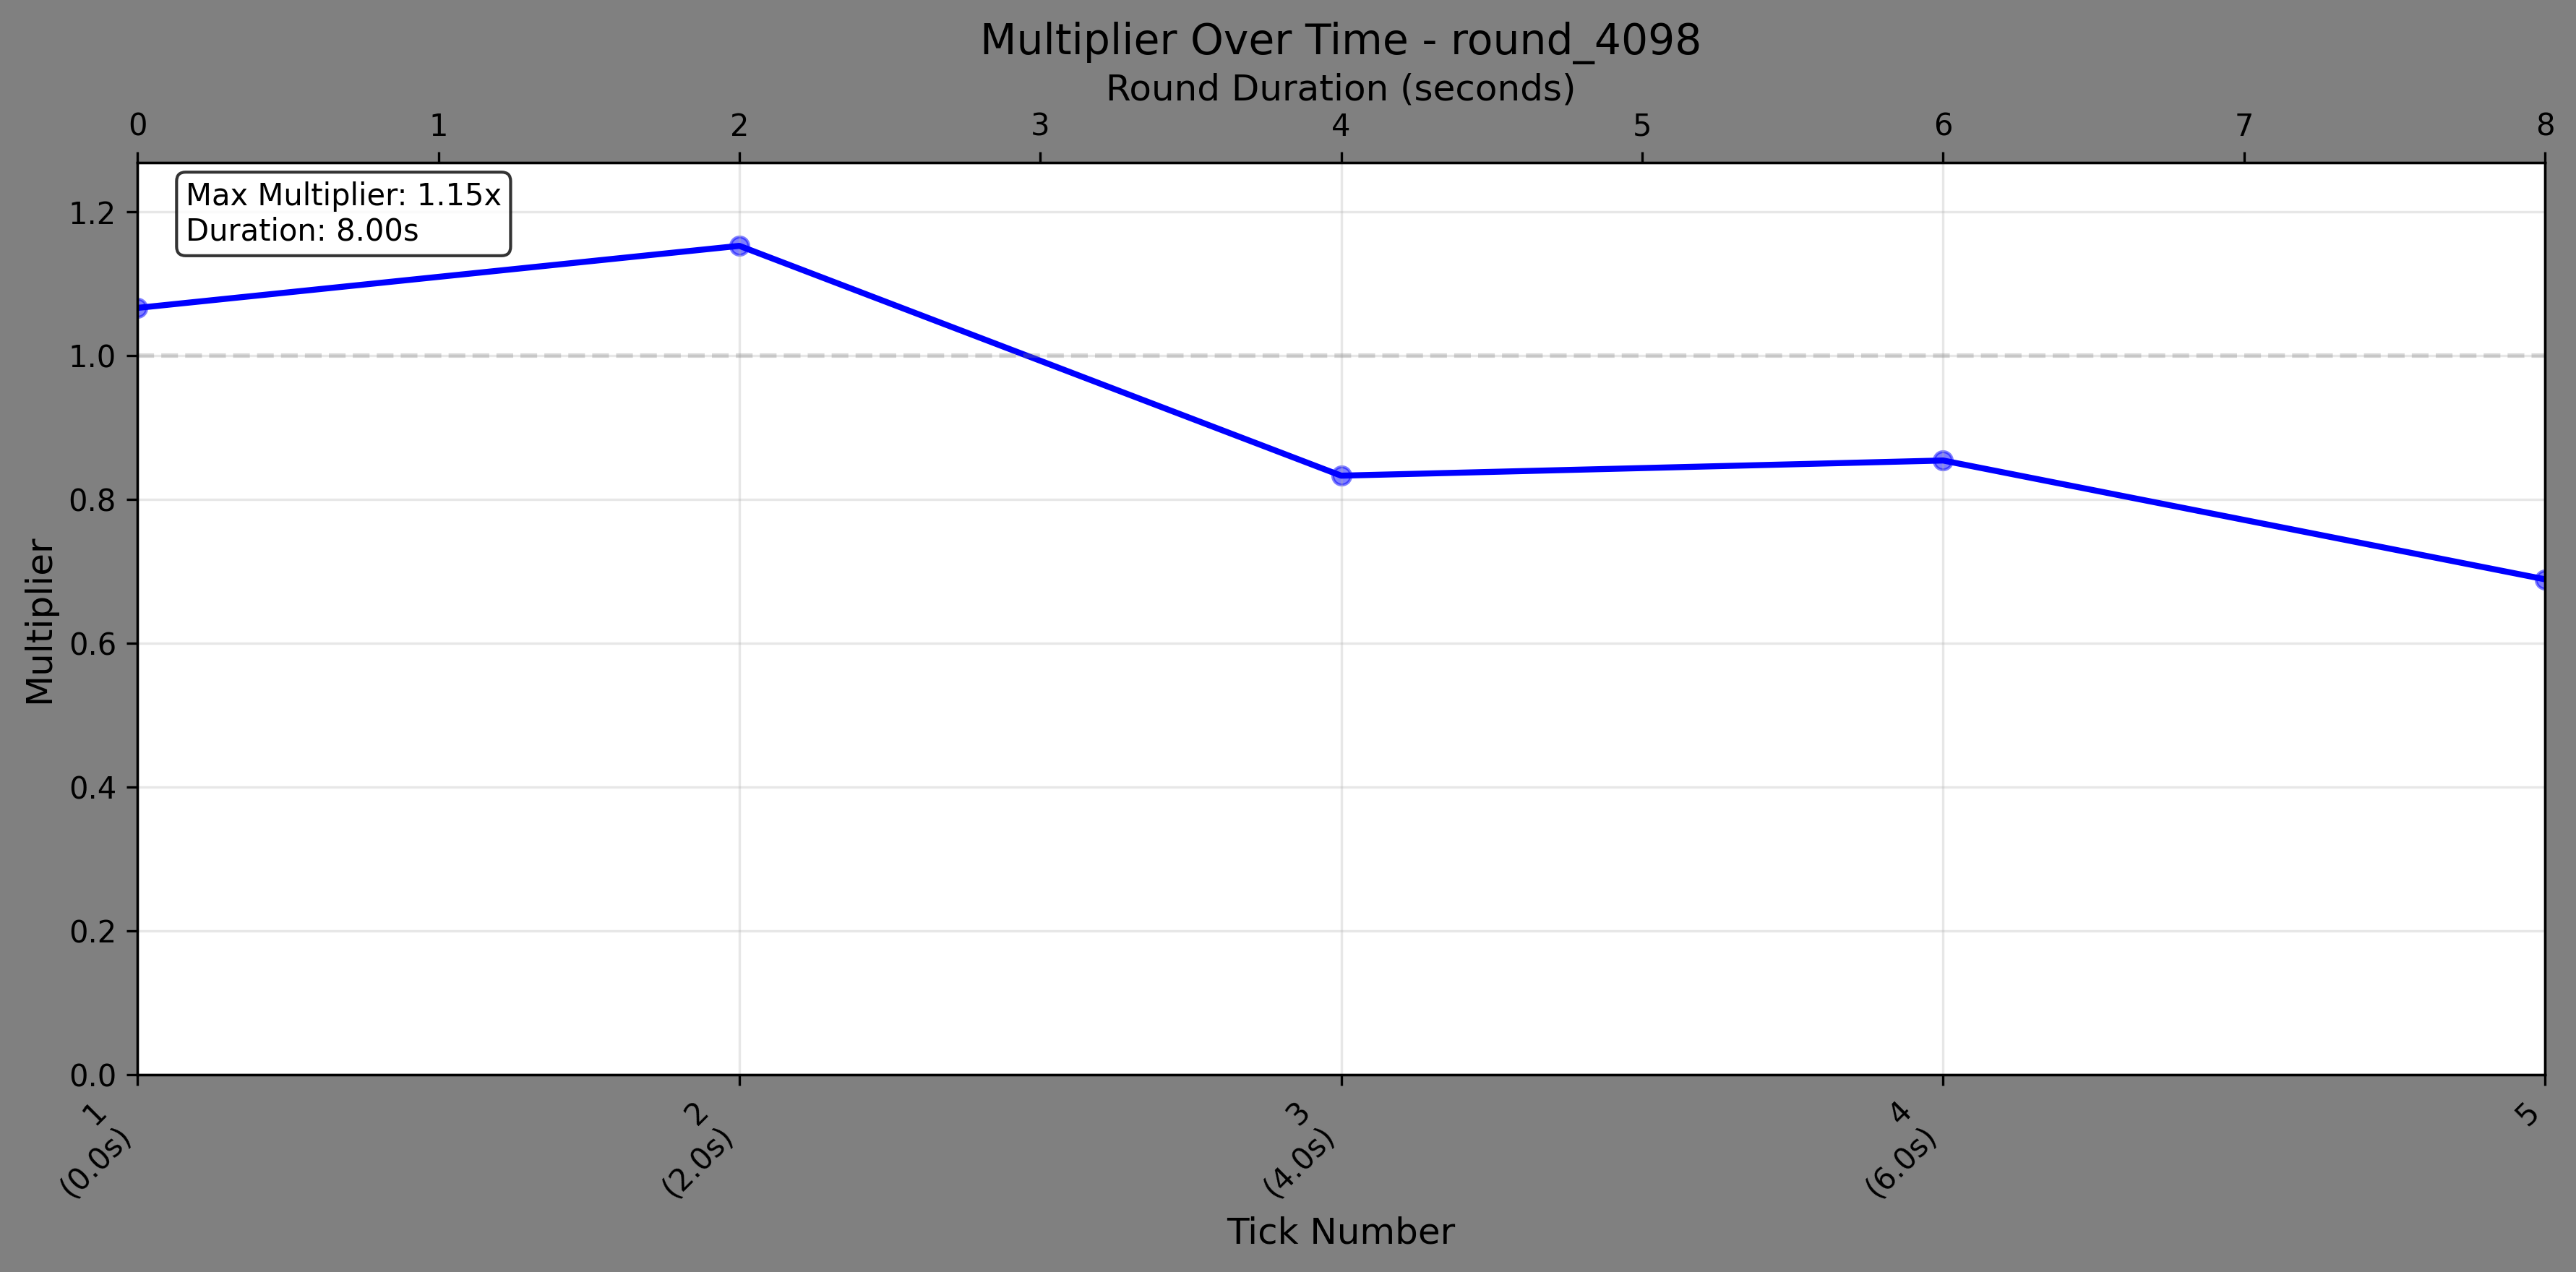 Multiplier Over Time - round_4098
Round Duration (seconds)
0 1 2 3 4 5 6 7 8
Max Multiplier: 1.15x
Duration: 8.00s
1.2
1.0
0.8
0.6
0.4
0.2
0.0
Multiplier
1 2 3 4 5
(0.0s) (2.0s) (4.0s) (6.0s)
Tick Number